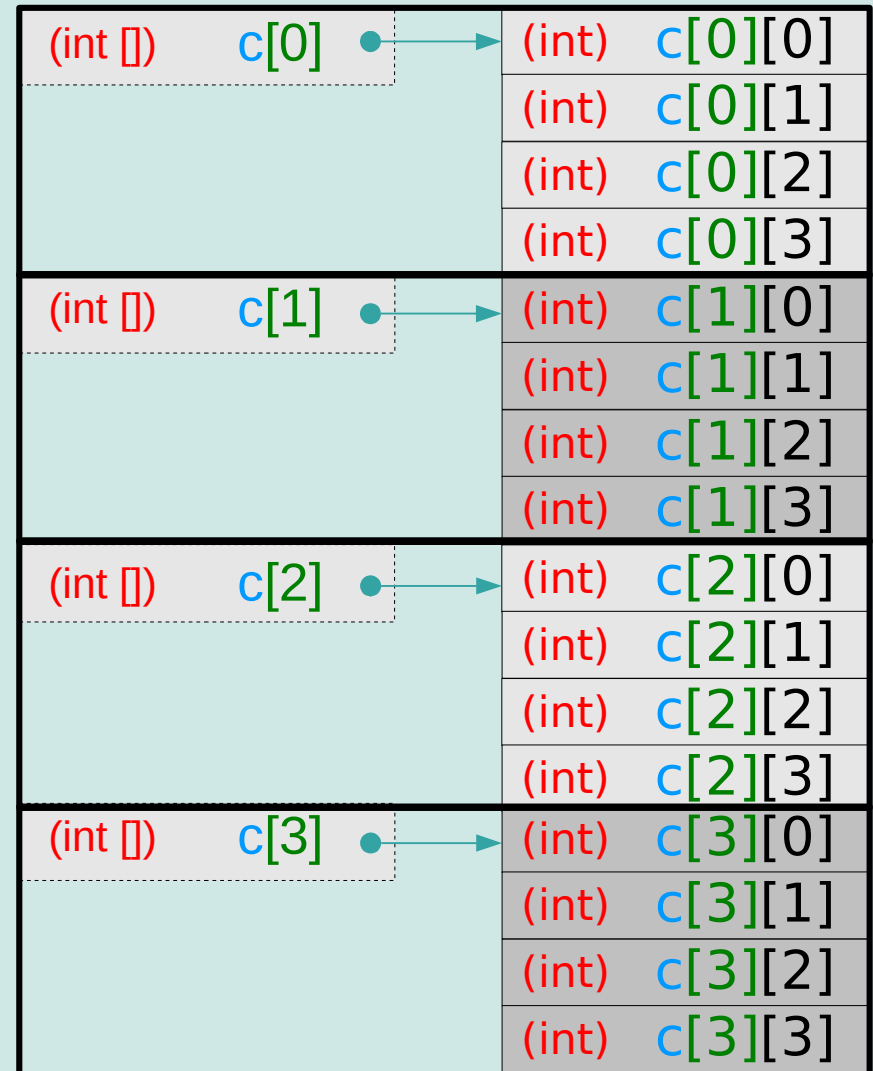 (int []) c[0] (int) c[0][0]
(int) c[0][1]
(int) c[0][2]
(int) c[0][3]
(int []) c[1] (int) c[1][0]
(int) c[1][1]
(int) c[1][2]
(int) c[1][3]
(int []) c[2] (int) c[2][0]
(int) c[2][1]
(int) c[2][2]
(int) c[2][3]
(int []) c[3] (int) c[3][0]
(int) c[3][1]
(int) c[3][2]
(int) c[3][3]